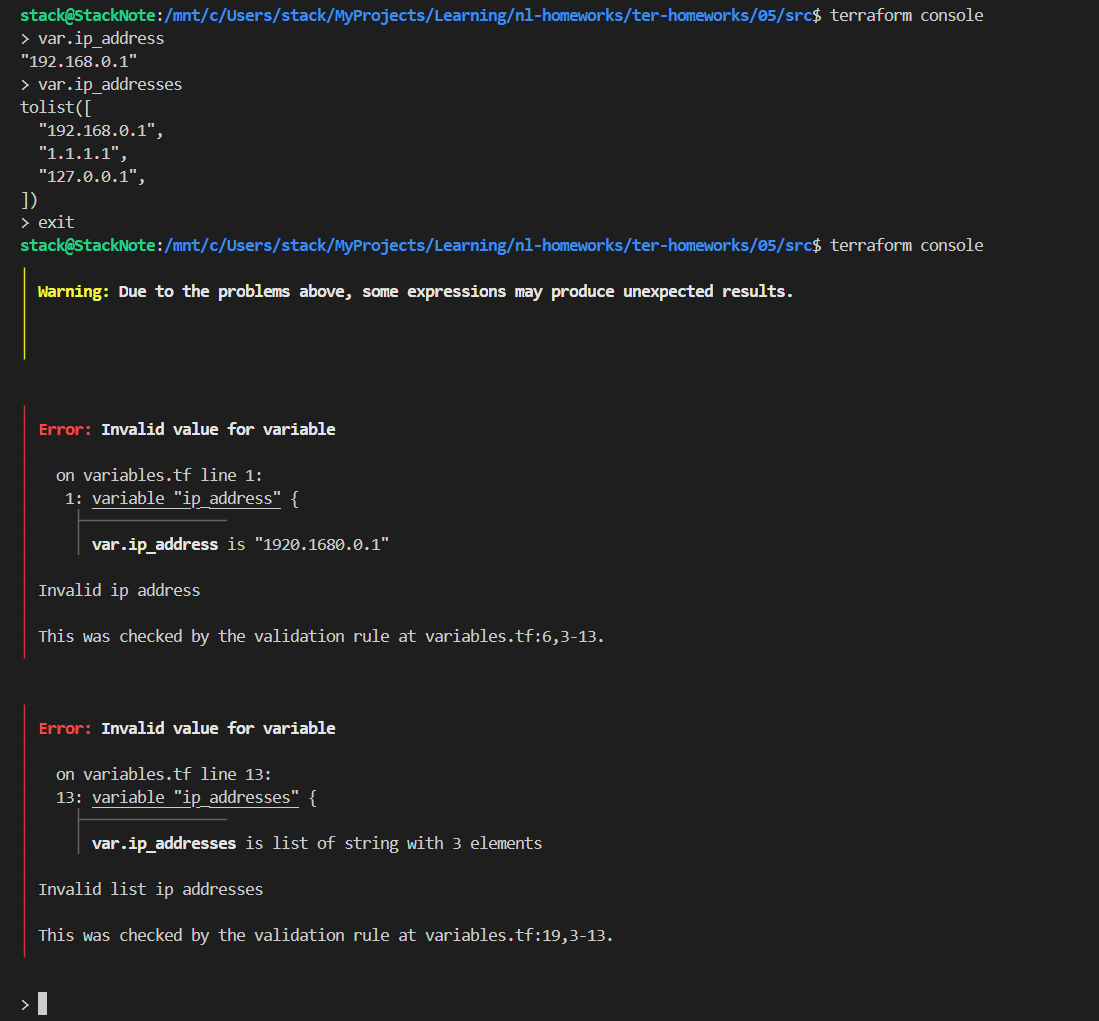 stack@StackNote:/mnt/c/Users/stack/MyProjects/Learning/nl-homeworks/ter-homeworks/05/src$ terraform console
> var.ip_address
"192.168.0.1"
> var.ip_addresses
tolist([
  "192.168.0.1",
  "1.1.1.1",
  "127.0.0.1",
])
> exit
stack@StackNote:/mnt/c/Users/stack/MyProjects/Learning/nl-homeworks/ter-homeworks/05/src$ terraform console
Warning: Due to the problems above, some expressions may produce unexpected results.
Error: Invalid value for variable
on variables.tf line 1:
1: variable "ip_address" {
var.ip_address is "1920.1680.0.1"
Invalid ip address
This was checked by the validation rule at variables.tf:6,3-13.
Error: Invalid value for variable
on variables.tf line 13:
13: variable "ip_addresses" {
var.ip_addresses is list of string with 3 elements
Invalid list ip addresses
This was checked by the validation rule at variables.tf:19,3-13.
>